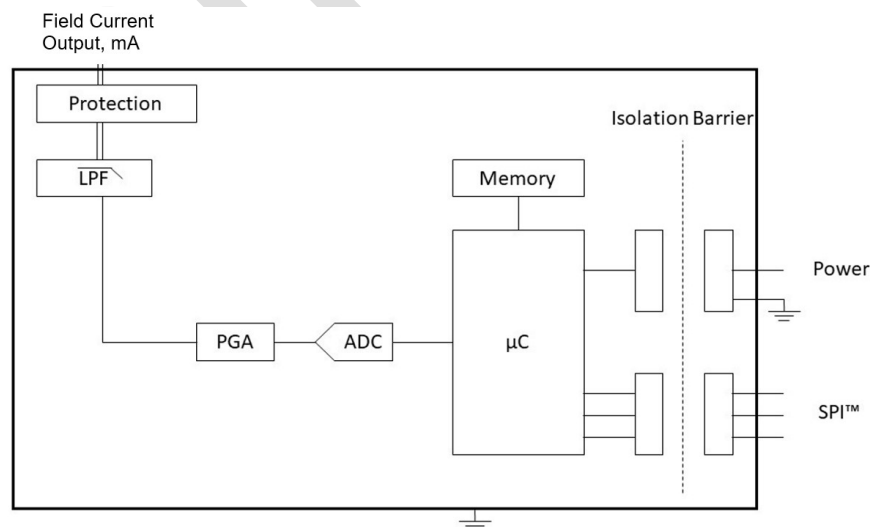 Field Current
Output, mA
Protection
Isolation Barrier
LPF
Memory
Power
PGA
ADC
µC
SPI™